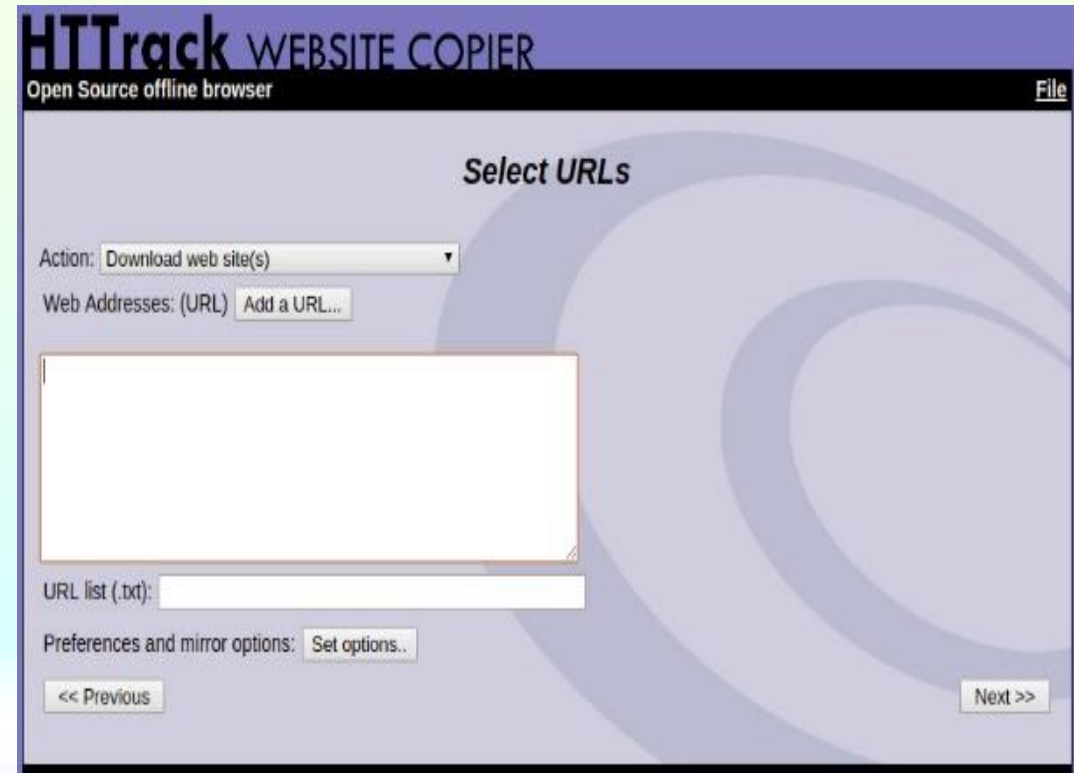 HTTrack WEBSITE COPIER
Open Source offline browser File
Select URLs
Action: Download web site(s)
Web Addresses: (URL) Add a URL...
URL list (.txt):
Preferences and mirror options: Set options..
<< Previous Next >>